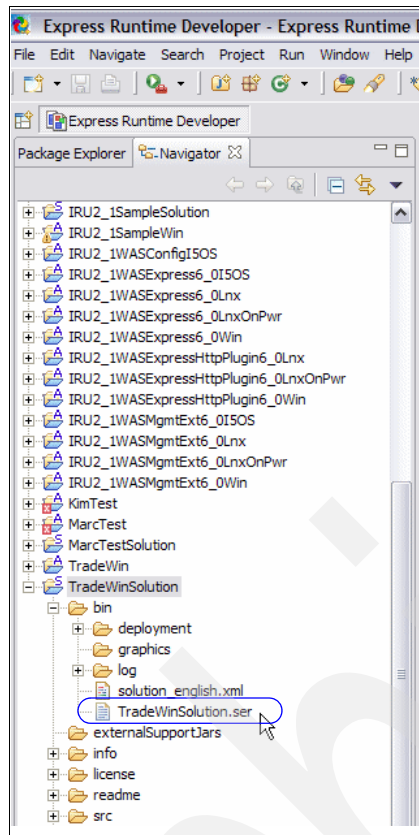 Express Runtime Developer - Express Runtime
File Edit Navigate Search Project Run Window Help
Express Runtime Developer
Package Explorer Navigator
IRU2_1SampleSolution
IRU2_1SampleWin
IRU2_1WASConfigI5OS
IRU2_1WASExpress6_0I5OS
IRU2_1WASExpress6_0Lnx
IRU2_1WASExpress6_0LnxOnPwr
IRU2_1WASExpress6_0Win
IRU2_1WASExpressHttpPlugin6_0Lnx
IRU2_1WASExpressHttpPlugin6_0LnxOnPwr
IRU2_1WASExpressHttpPlugin6_0Win
IRU2_1WASMgmtExt6_0I5OS
IRU2_1WASMgmtExt6_0Lnx
IRU2_1WASMgmtExt6_0LnxOnPwr
IRU2_1WASMgmtExt6_0Win
KimTest
MarcTest
MarcTestSolution
TradeWin
TradeWinSolution
bin
deployment
graphics
log
solution_english.xml
TradeWinSolution.ser
externalSupportJars
info
license
readme
src